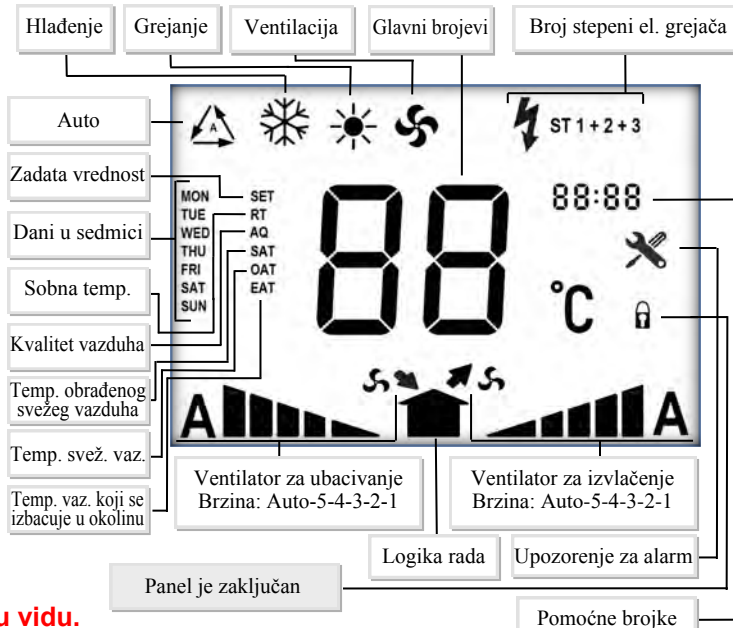 Hlađenje
Grejanje
Ventilacija
Glavni brojevi
Broj stepeni el. grejača
Auto
A
ST 1 + 2 + 3
Zadata vrednost
Dani u sedmici
Sobna temp.
Kvalitet vazduha
Temp. obrađenog
svežeg vazduha
Temp. svež. vaz.
Temp. vaz. koji se
izbacuje u okolinu
MON
TUE
WED
THU
FRI
SAT
SUN
SET
RT
AQ
SAT
OAT
EAT
88
88:88
°C
A
A
Ventilator za ubacivanje
Brzina: Auto-5-4-3-2-1
Ventilator za izvlačenje
Brzina: Auto-5-4-3-2-1
Logika rada
Upozorenje za alarm
Panel je zaključan
u vidu.
Pomoćne brojke